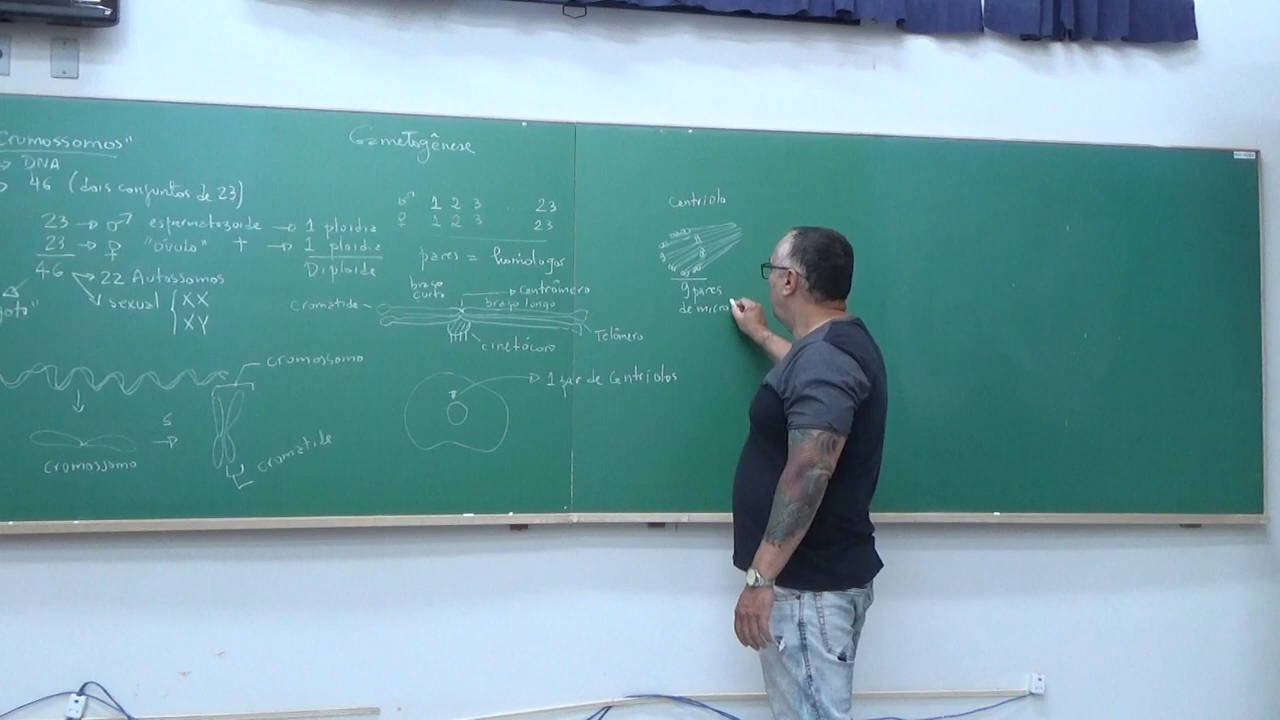 Cromossomos"
DNA
46 (dois conjuntos de 23)
23 → ♂ espermatozoide → 1 ploidia
23 → ♀ "óvulo" + → 1 ploidia
46 Diploide
22 Autossomos
sexual { XX
XY
cromossomo
S
cromossomo
cromatide
Gametogênese
♂ 1 2 3 23
♀ 1 2 3 23
pares = homólogos
braço
curto
centrômero
cromatide
braço longo
Telômero
cinetócoro
1 par de Centríolos
Centríolo
9 pares
de micro